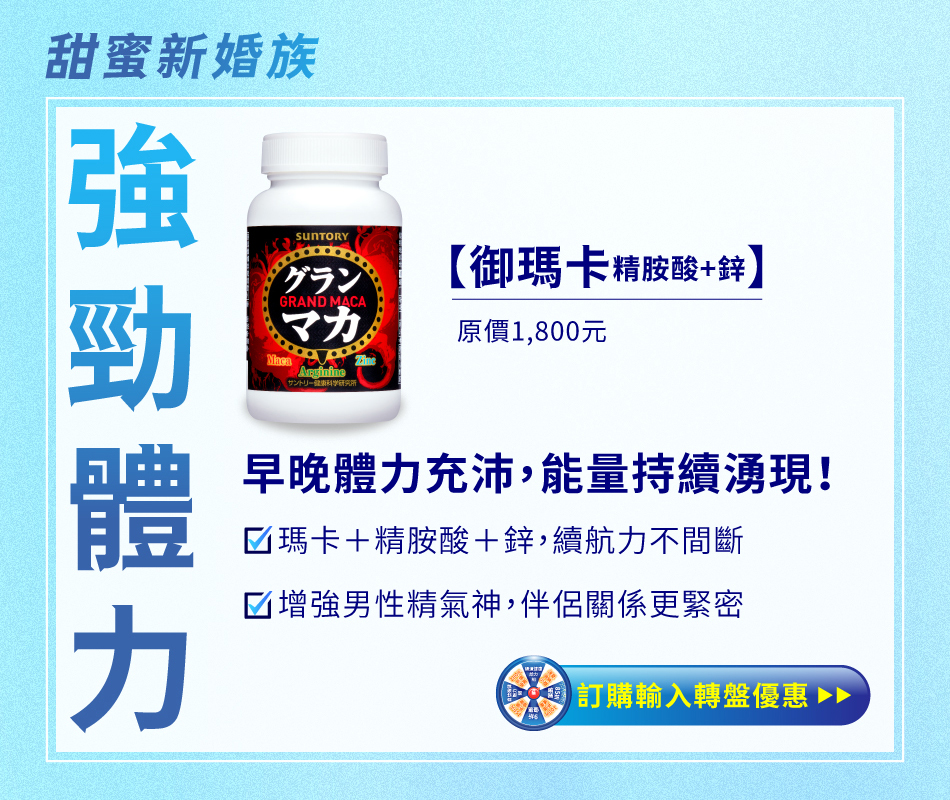 甜蜜新婚族
強勁體力
SUNTORY
グラン
GRAND MACA
マカ
Maca
Zinc
Arginine
サントリー健康科学研究所
【御瑪卡精胺酸+鋅】
原價1,800元
早晚體力充沛,能量持續湧現!
瑪卡＋精胺酸＋鋅,續航力不間斷
增強男性精氣神,伴侶關係更緊密
訂購輸入轉盤優惠